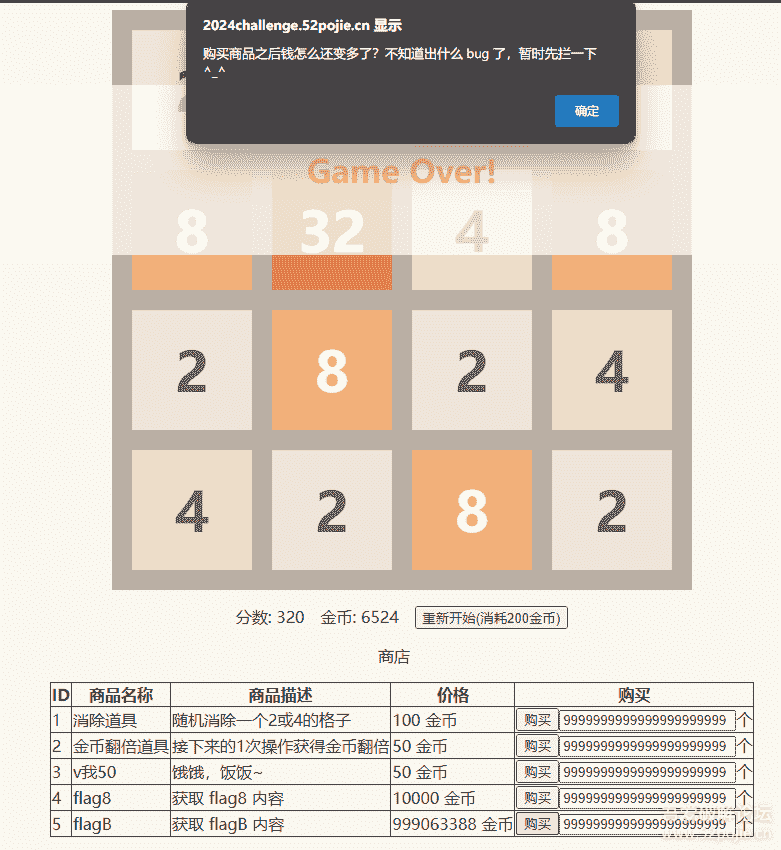 2024challenge.52pojie.cn 显示
购买商品之后钱怎么还变多了？不知道出什么 bug 了，暂时先拦一下
^_^
确定
Game Over!
8 32 4 8
2 8 2 4
4 2 8 2
分数: 320 金币: 6524 重新开始(消耗200金币)
商店
ID 商品名称 商品描述 价格 购买
1 消除道具 随机消除一个2或4的格子 100 金币 购买 9999999999999999999999 个
2 金币翻倍道具 接下来的1次操作获得金币翻倍 50 金币 购买 9999999999999999999999 个
3 v我50 饿饿，饭饭~ 50 金币 购买 9999999999999999999999 个
4 flag8 获取 flag8 内容 10000 金币 购买 9999999999999999999999 个
5 flagB 获取 flagB 内容 999063388 金币 购买 9999999999999999999999 个
www.52pojie.cn